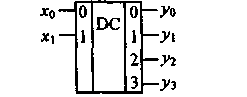 x₀ 0 DC 0 y₀
x₁ 1 1 y₁
2 y₂
3 y₃